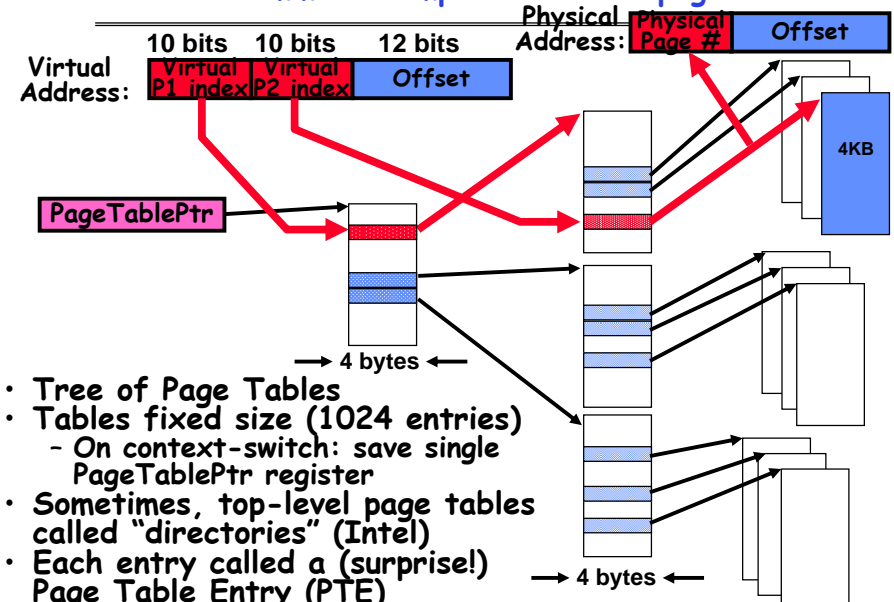 Physical Address:
Physical Page #
Offset
10 bits 10 bits 12 bits
Virtual Address:
Virtual P1 index
Virtual P2 index
Offset
4KB
PageTablePtr
4 bytes
• Tree of Page Tables
• Tables fixed size (1024 entries)
– On context-switch: save single
PageTablePtr register
• Sometimes, top-level page tables
called “directories” (Intel)
• Each entry called a (surprise!)
Page Table Entry (PTE)
4 bytes